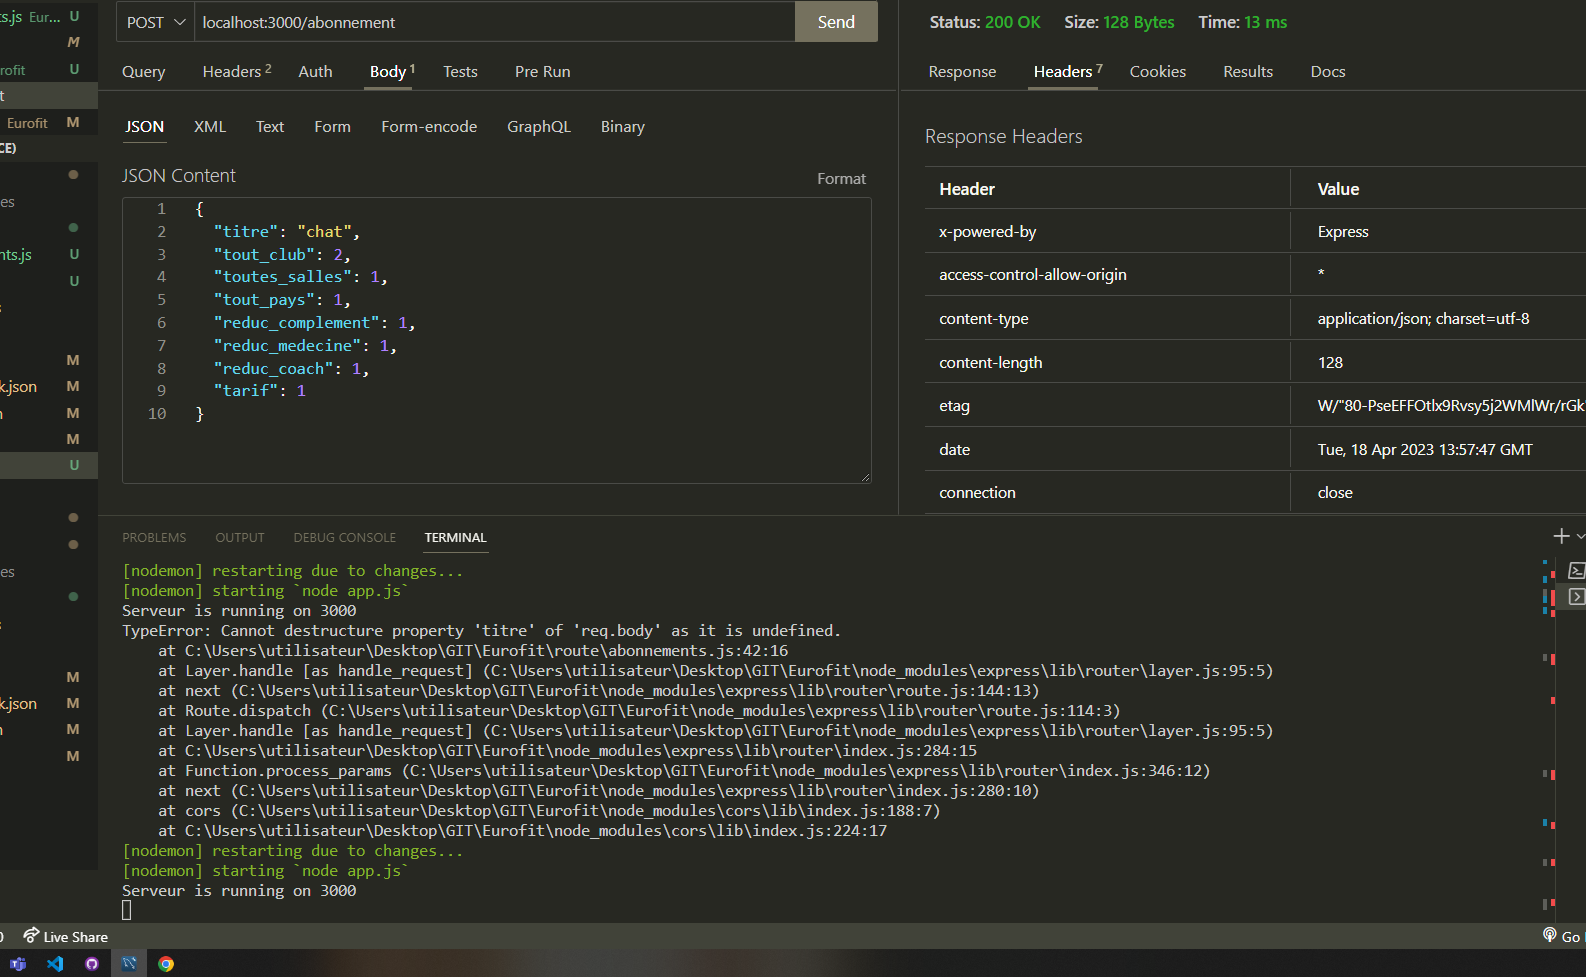 POST
localhost:3000/abonnement
Send
Query
Headers 2
Auth
Body 1
Tests
Pre Run
JSON
XML
Text
Form
Form-encode
GraphQL
Binary
JSON Content
Format
1 {
2 "titre": "chat",
3 "tout_club": 2,
4 "toutes_salles": 1,
5 "tout_pays": 1,
6 "reduc_complement": 1,
7 "reduc_medecine": 1,
8 "reduc_coach": 1,
9 "tarif": 1
10 }
Status: 200 OK
Size: 128 Bytes
Time: 13 ms
Response
Headers 7
Cookies
Results
Docs
Response Headers
Header Value
x-powered-by Express
access-control-allow-origin *
content-type application/json; charset=utf-8
content-length 128
etag W/"80-PseEFFOtlx9Rvsy5j2WMlWr/rGk"
date Tue, 18 Apr 2023 13:57:47 GMT
connection close
ts.js Eur... U
M
rofit U
t
Eurofit M
CE)
es
nts.js U
U
M
k.json M
M
M
U
es
M
k.json M
M
M
PROBLEMS
OUTPUT
DEBUG CONSOLE
TERMINAL
[nodemon] restarting due to changes...
[nodemon] starting `node app.js`
Serveur is running on 3000
TypeError: Cannot destructure property 'titre' of 'req.body' as it is undefined.
at C:\Users\utilisateur\Desktop\GIT\Eurofit\route\abonnements.js:42:16
at Layer.handle [as handle_request] (C:\Users\utilisateur\Desktop\GIT\Eurofit\node_modules\express\lib\router\layer.js:95:5)
at next (C:\Users\utilisateur\Desktop\GIT\Eurofit\node_modules\express\lib\router\route.js:144:13)
at Route.dispatch (C:\Users\utilisateur\Desktop\GIT\Eurofit\node_modules\express\lib\router\route.js:114:3)
at Layer.handle [as handle_request] (C:\Users\utilisateur\Desktop\GIT\Eurofit\node_modules\express\lib\router\layer.js:95:5)
at C:\Users\utilisateur\Desktop\GIT\Eurofit\node_modules\express\lib\router\index.js:284:15
at Function.process_params (C:\Users\utilisateur\Desktop\GIT\Eurofit\node_modules\express\lib\router\index.js:346:12)
at next (C:\Users\utilisateur\Desktop\GIT\Eurofit\node_modules\express\lib\router\index.js:280:10)
at cors (C:\Users\utilisateur\Desktop\GIT\Eurofit\node_modules\cors\lib\index.js:188:7)
at C:\Users\utilisateur\Desktop\GIT\Eurofit\node_modules\cors\lib\index.js:224:17
[nodemon] restarting due to changes...
[nodemon] starting `node app.js`
Serveur is running on 3000
Live Share
Go